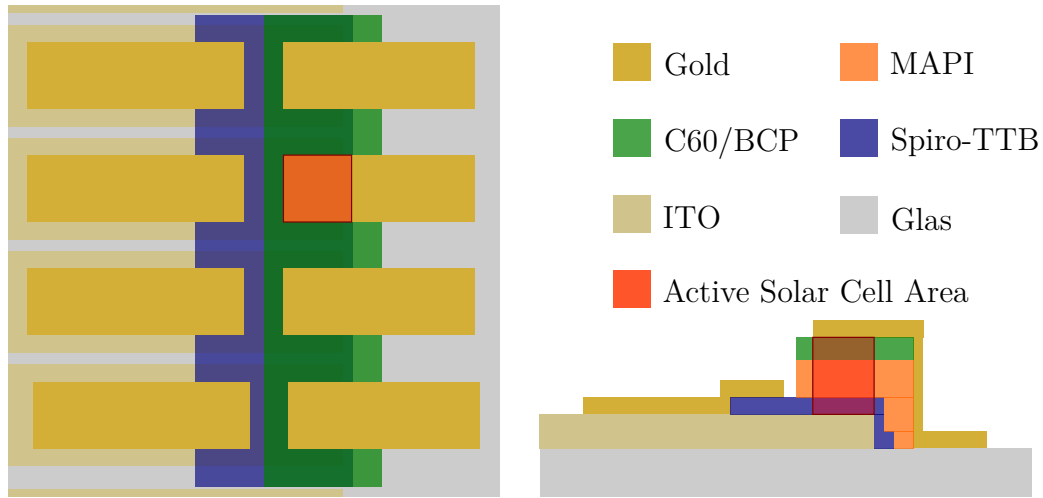 Gold
MAPI
C60/BCP
Spiro-TTB
ITO
Glas
Active Solar Cell Area